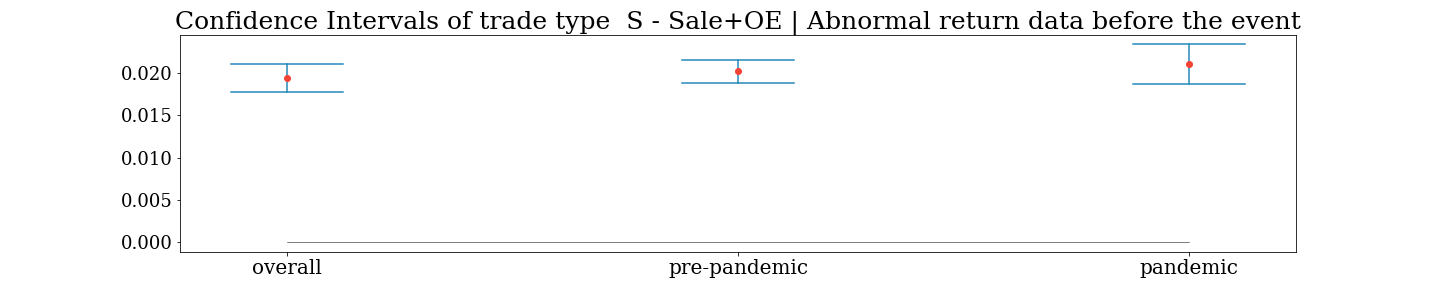 Confidence Intervals of trade type  S - Sale+OE | Abnormal return data before the event
0.020
0.015
0.010
0.005
0.000
overall
pre-pandemic
pandemic